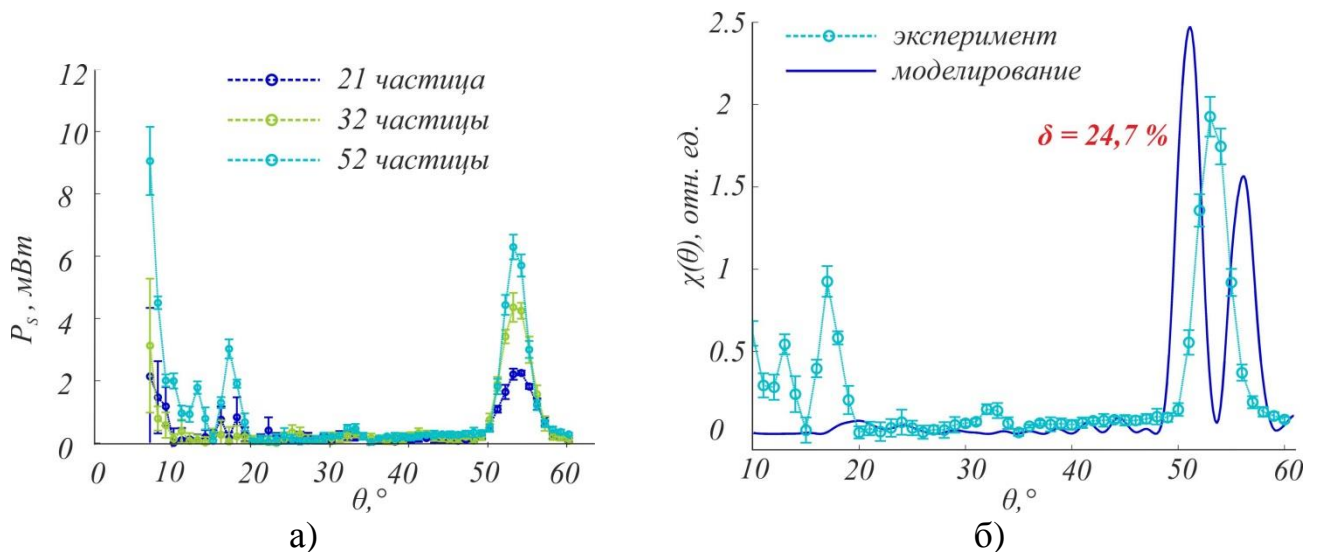 12
10
8
6
4
2
0
P_s , мВт
21 частица
32 частицы
52 частицы
0 10 20 30 40 50 60
θ,°
а)
2.5
2
1.5
1
0.5
0
χ(θ), отн. ед.
эксперимент
моделирование
δ = 24,7 %
10 20 30 40 50 60
θ,°
б)